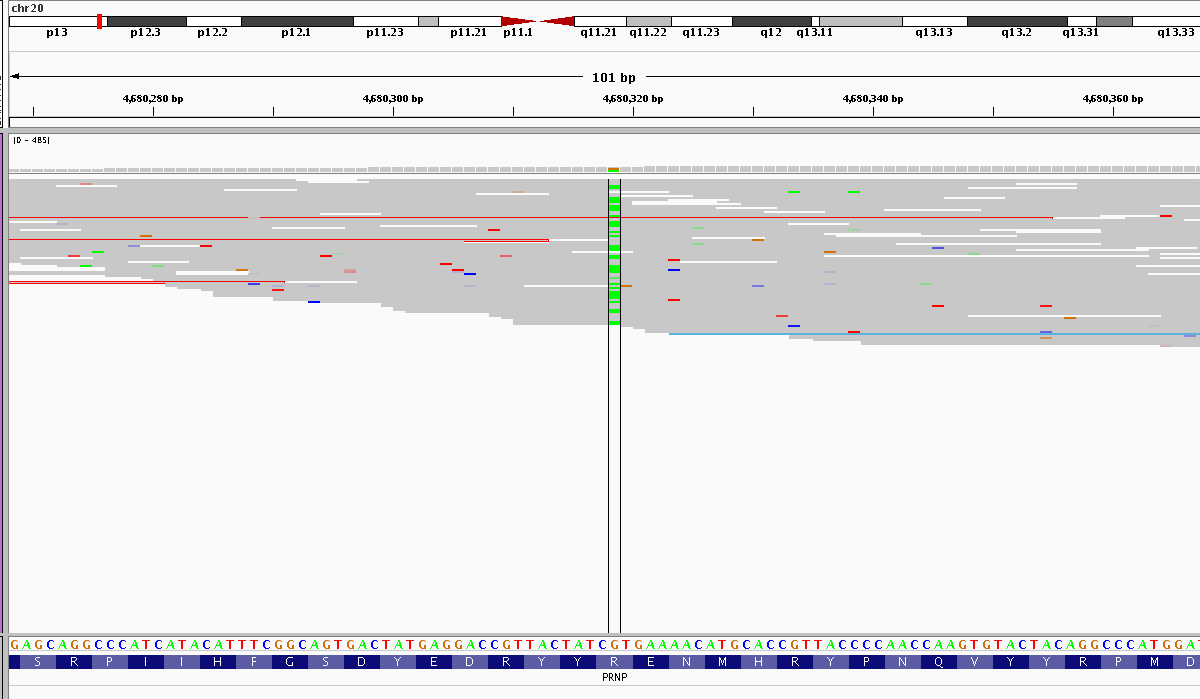 chr20
p13 p12.3 p12.2 p12.1 p11.23 p11.21 p11.1 q11.21 q11.22 q11.23 q12 q13.11 q13.13 q13.2 q13.31 q13.33
101 bp
4,680,280 bp 4,680,300 bp 4,680,320 bp 4,680,340 bp 4,680,360 bp
[0 - 485]
GAGCAGGCCCATCATACATTTCGGCAGTGACTATGAGGACCGTTACTATCGTGAAAACATGCACCGTTACCCCAACCAAGTGTACTACAGGCCCATGGAT
S R P I I H F G S D Y E D R Y Y R E N M H R Y P N Q V Y Y R P M D
PRNP